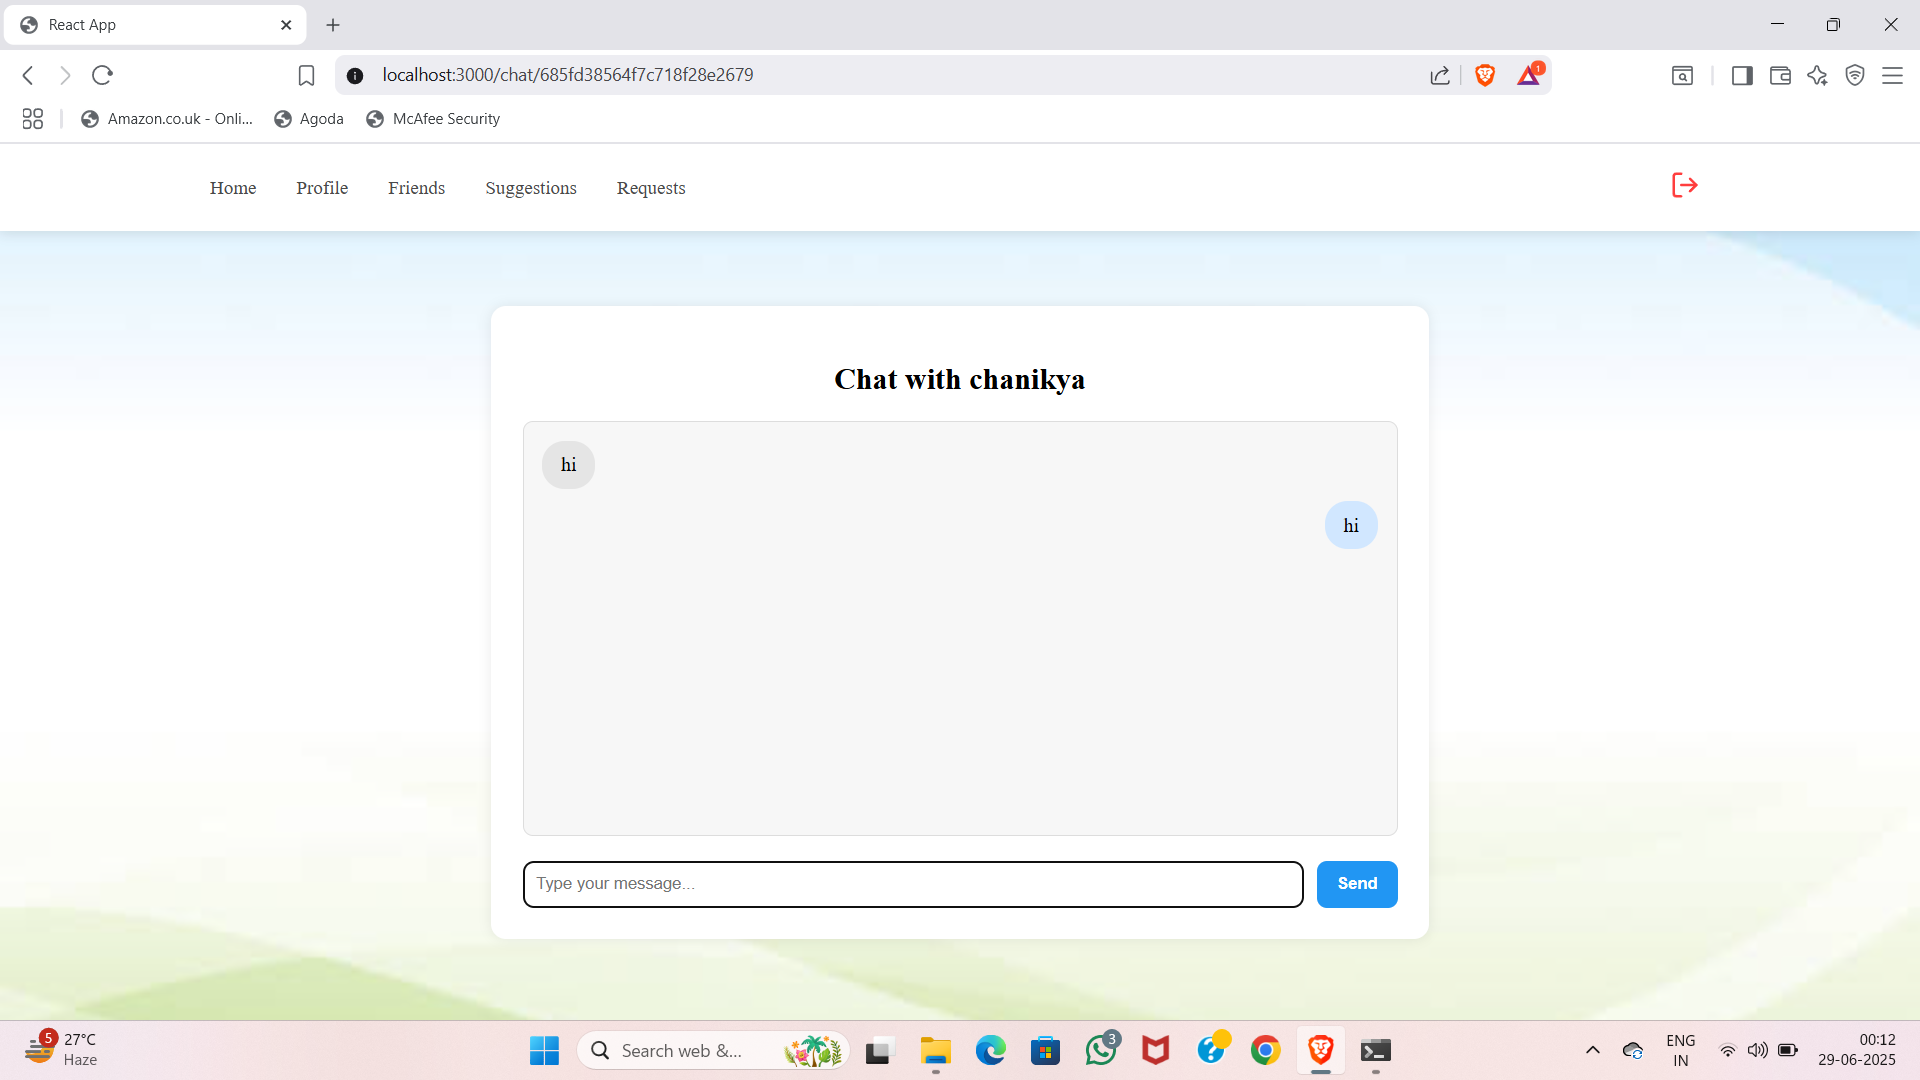 React App
localhost:3000/chat/685fd38564f7c718f28e2679
1
Amazon.co.uk - Onli...
Agoda
McAfee Security
Home
Profile
Friends
Suggestions
Requests
Chat with chanikya
hi
hi
Type your message...
Send
5
27°C
Haze
Search web &...
3
ENG
IN
00:12
29-06-2025